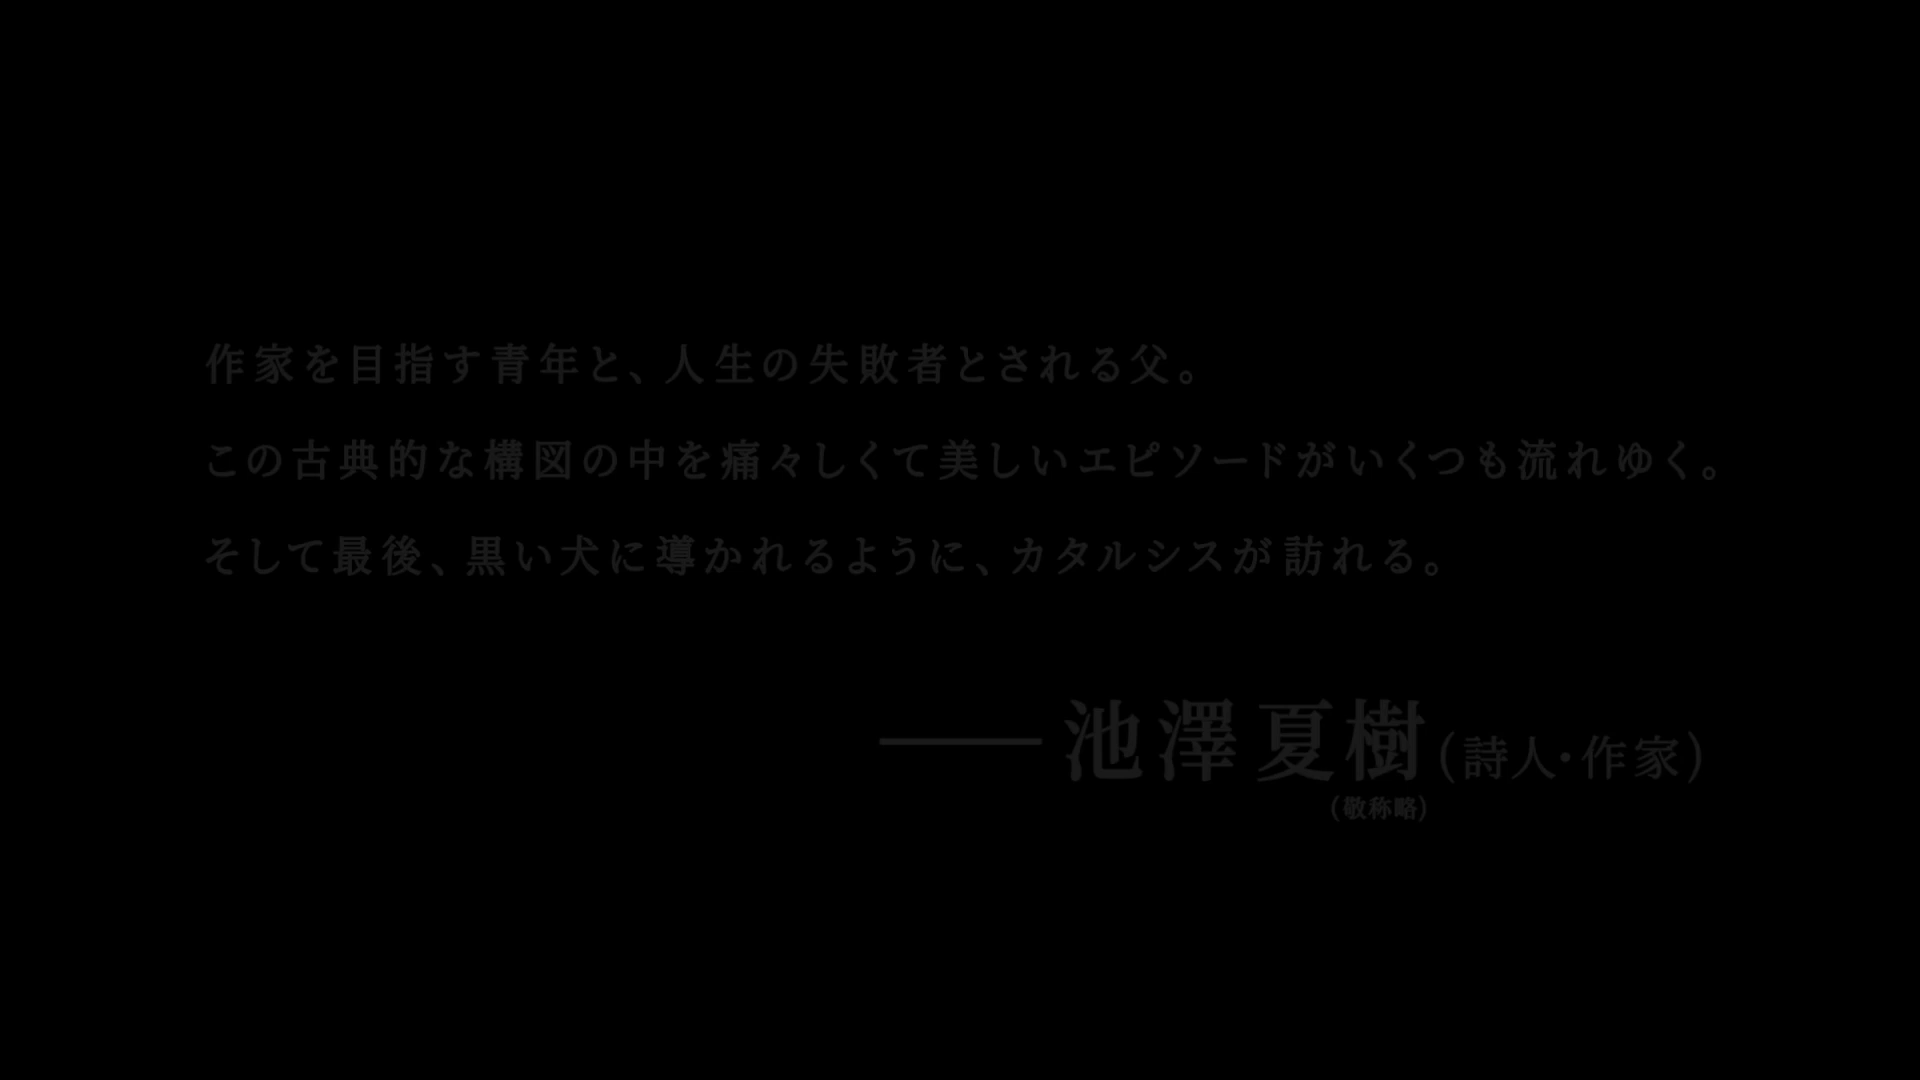 作家を目指す青年と、人生の失敗者とされる父。
この古典的な構図の中を痛々しくて美しいエピソードがいくつも流れゆく。
そして最後、黒い犬に導かれるように、カタルシスが訪れる。
── 池澤夏樹(詩人・作家)
(敬称略)